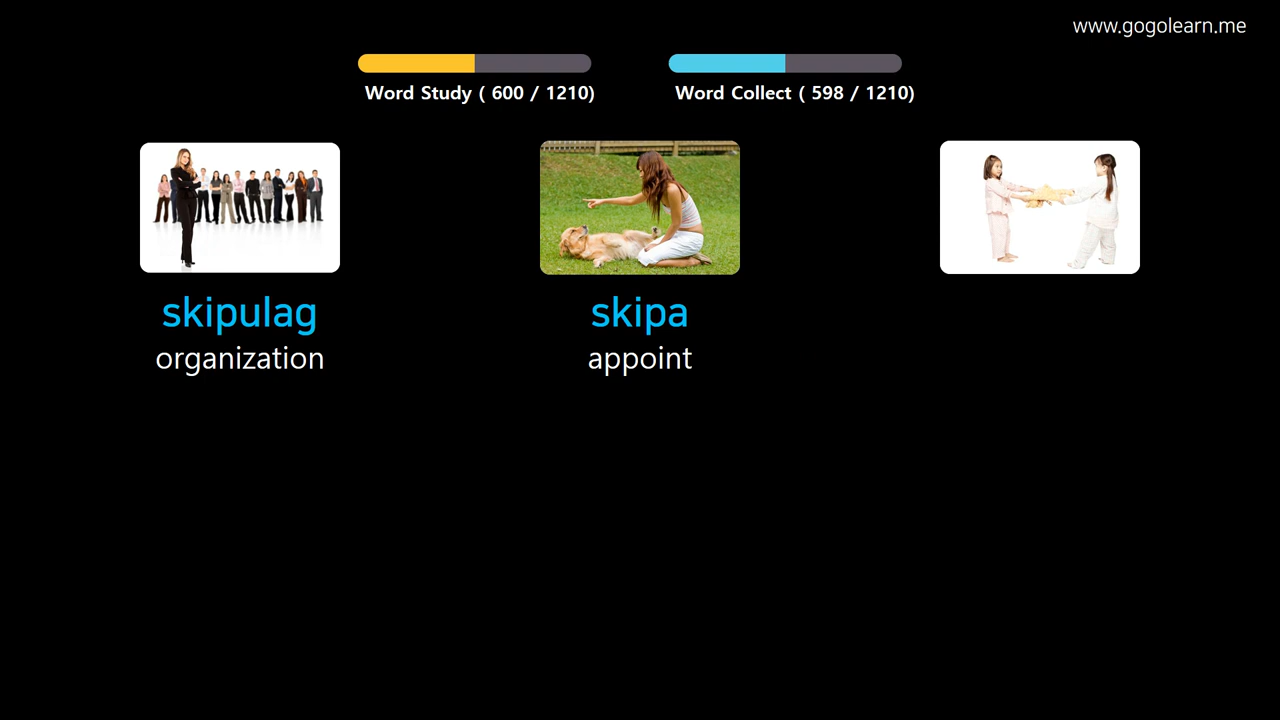 www.gogolearn.me
Word Study ( 600 / 1210)
Word Collect ( 598 / 1210)
skipulag
organization
skipa
appoint